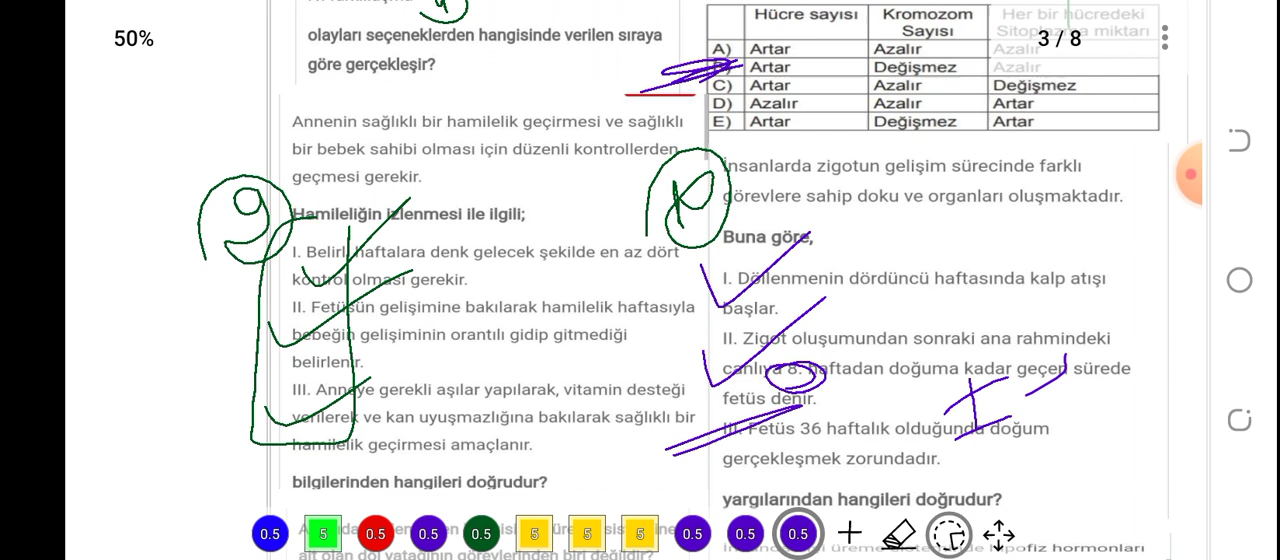 50%
3 / 8
olayları seçeneklerden hangisinde verilen sıraya
göre gerçekleşir?
Annenin sağlıklı bir hamilelik geçirmesi ve sağlıklı
bir bebek sahibi olması için düzenli kontrollerden
geçmesi gerekir.
9
Hamileliğin izlenmesi ile ilgili;
I. Belirli haftalara denk gelecek şekilde en az dört
kontrol olması gerekir.
II. Fetüsün gelişimine bakılarak hamilelik haftasıyla
bebeğin gelişiminin orantılı gidip gitmediği
belirlenir.
III. Anneye gerekli aşılar yapılarak, vitamin desteği
verilerek ve kan uyuşmazlığına bakılarak sağlıklı bir
hamilelik geçirmesi amaçlanır.
bilgilerinden hangileri doğrudur?
Hücre sayısı Kromozom Sayısı Her bir hücredeki Sitoplazma miktarı
A) Artar Azalır Azalır
B) Artar Değişmez Azalır
C) Artar Azalır Değişmez
D) Azalır Azalır Artar
E) Artar Değişmez Artar
10
İnsanlarda zigotun gelişim sürecinde farklı
görevlere sahip doku ve organları oluşmaktadır.
Buna göre,
I. Döllenmenin dördüncü haftasında kalp atışı
başlar.
II. Zigot oluşumundan sonraki ana rahmindeki
canlıya 8. haftadan doğuma kadar geçen sürede
fetüs denir.
III. Fetüs 36 haftalık olduğunda doğum
gerçekleşmek zorundadır.
yargılarından hangileri doğrudur?
0.5 5 0.5 0.5 0.5 5 5 5 0.5 0.5 0.5